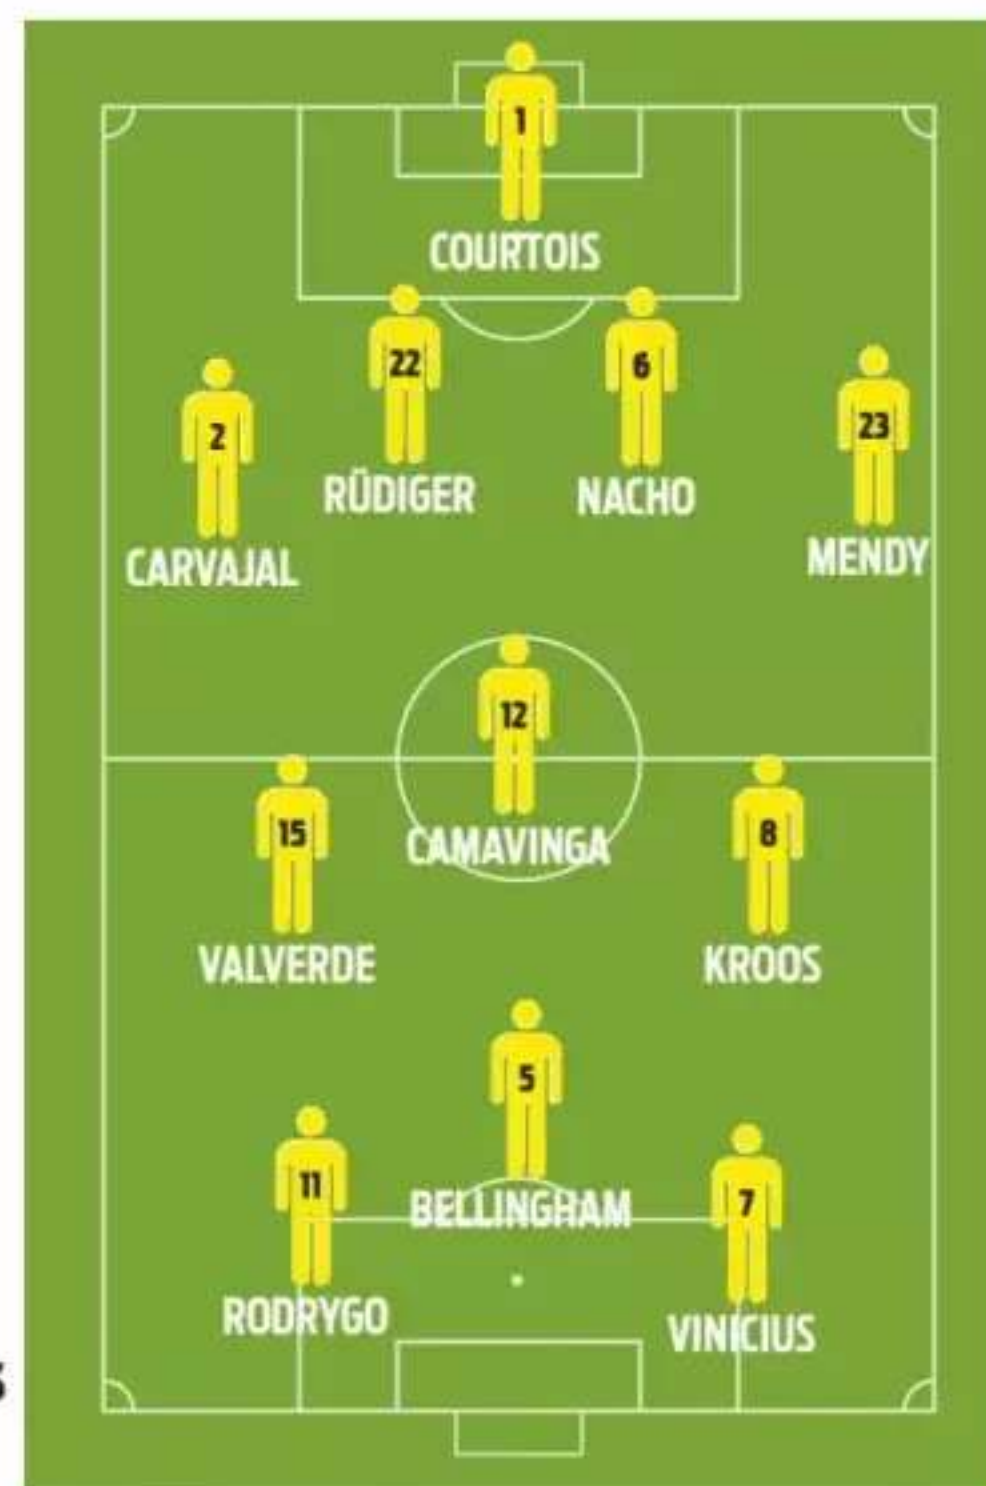 1
COURTOIS
22
RÜDIGER
6
NACHO
2
CARVAJAL
23
MENDY
12
CAMAVINGA
15
VALVERDE
8
KROOS
5
BELLINGHAM
11
RODRYGO
7
VINICIUS